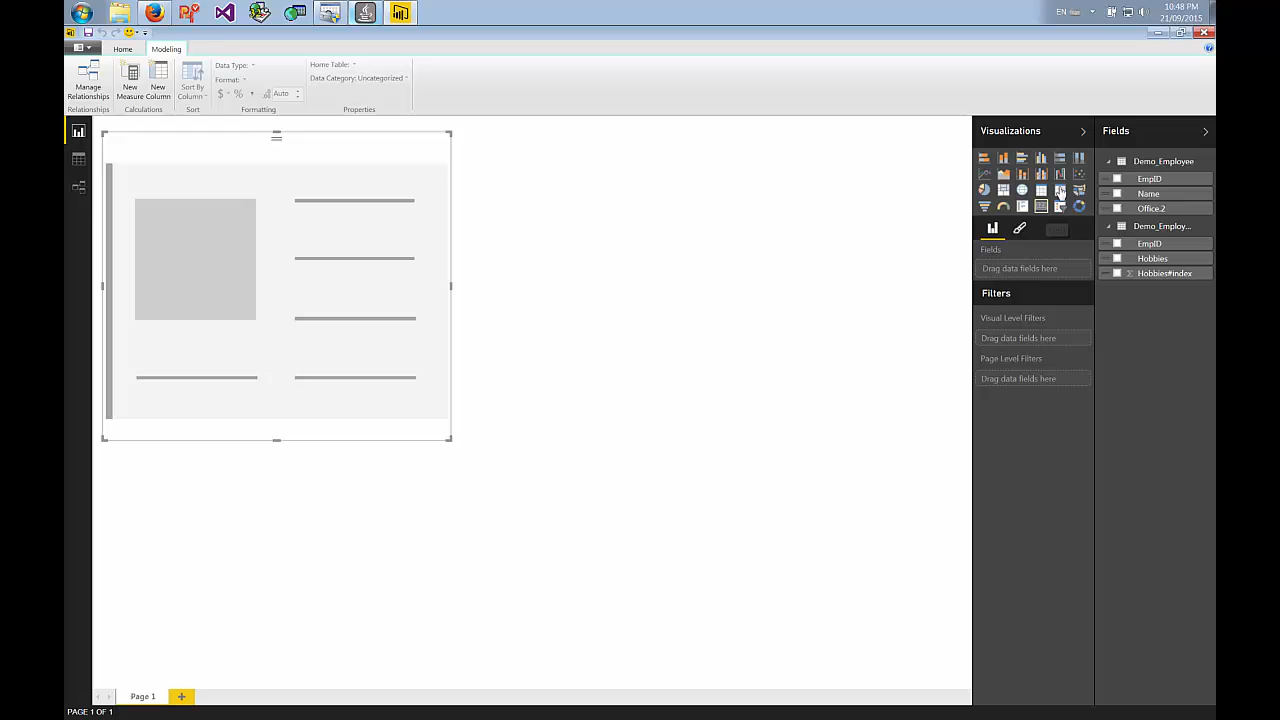 EN
10:48 PM
21/09/2015
Home
Modeling
Manage
Relationships
New
Measure
New
Column
Sort By
Column
Data Type:
Format:
$ % , Auto
Home Table:
Data Category: Uncategorized
Relationships
Calculations
Sort
Formatting
Properties
Visualizations
Fields
Drag data fields here
Filters
Visual Level Filters
Drag data fields here
Page Level Filters
Drag data fields here
Fields
Demo_Employee
EmpID
Name
Office.2
Demo_Employ...
EmpID
Hobbies
Σ Hobbies#index
Page 1
PAGE 1 OF 1